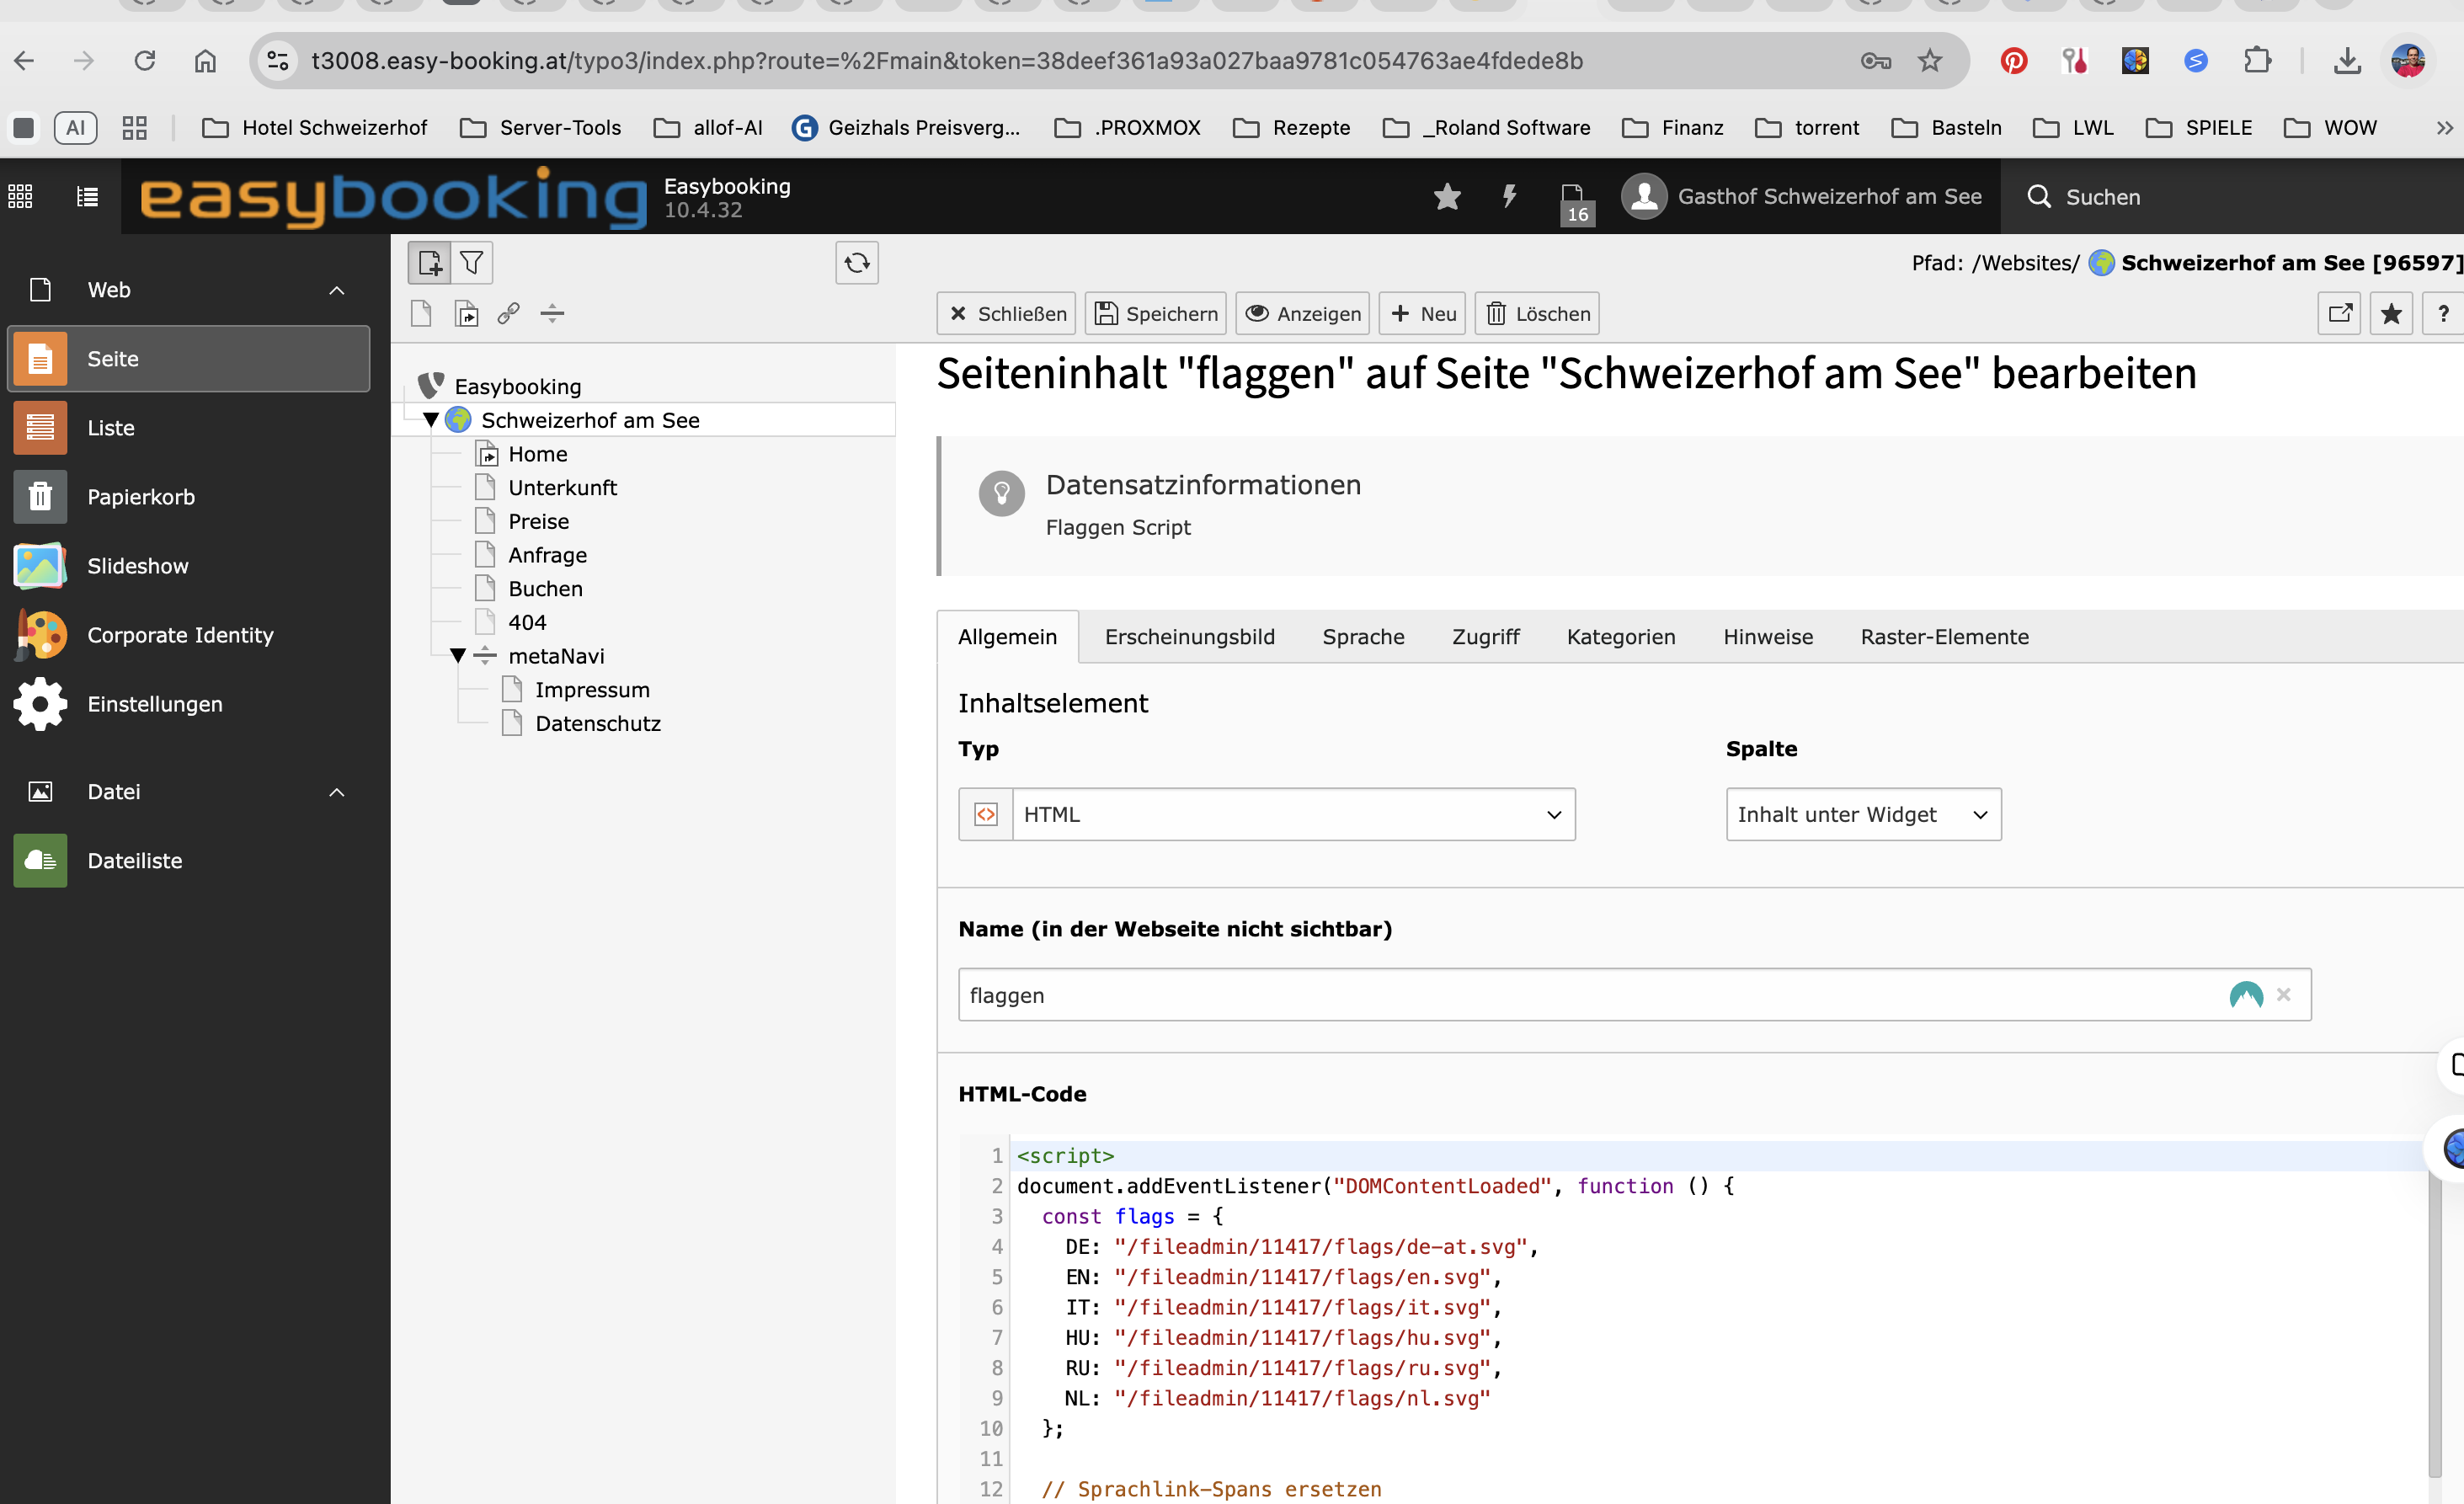 t3008.easy-booking.at/typo3/index.php?route=%2Fmain&token=38deef361a93a027baa9781c054763ae4fdede8b
AI Hotel Schweizerhof Server-Tools allof-AI Geizhals Preisverg... .PROXMOX Rezepte _Roland Software Finanz torrent Basteln LWL SPIELE WOW »
easybooking
Easybooking
10.4.32
16
Gasthof Schweizerhof am See
Suchen
Web
Seite
Liste
Papierkorb
Slideshow
Corporate Identity
Einstellungen
Datei
Dateiliste
Easybooking
Schweizerhof am See
Home
Unterkunft
Preise
Anfrage
Buchen
404
metaNavi
Impressum
Datenschutz
Pfad: /Websites/ Schweizerhof am See [96597]
Schließen Speichern Anzeigen Neu Löschen ?
Seiteninhalt "flaggen" auf Seite "Schweizerhof am See" bearbeiten
Datensatzinformationen
Flaggen Script
Allgemein Erscheinungsbild Sprache Zugriff Kategorien Hinweise Raster-Elemente
Inhaltselement
Typ Spalte
HTML Inhalt unter Widget
Name (in der Webseite nicht sichtbar)
flaggen
HTML-Code
1 <script>
2 document.addEventListener("DOMContentLoaded", function () {
3 const flags = {
4 DE: "/fileadmin/11417/flags/de-at.svg",
5 EN: "/fileadmin/11417/flags/en.svg",
6 IT: "/fileadmin/11417/flags/it.svg",
7 HU: "/fileadmin/11417/flags/hu.svg",
8 RU: "/fileadmin/11417/flags/ru.svg",
9 NL: "/fileadmin/11417/flags/nl.svg"
10 };
11
12 // Sprachlink-Spans ersetzen